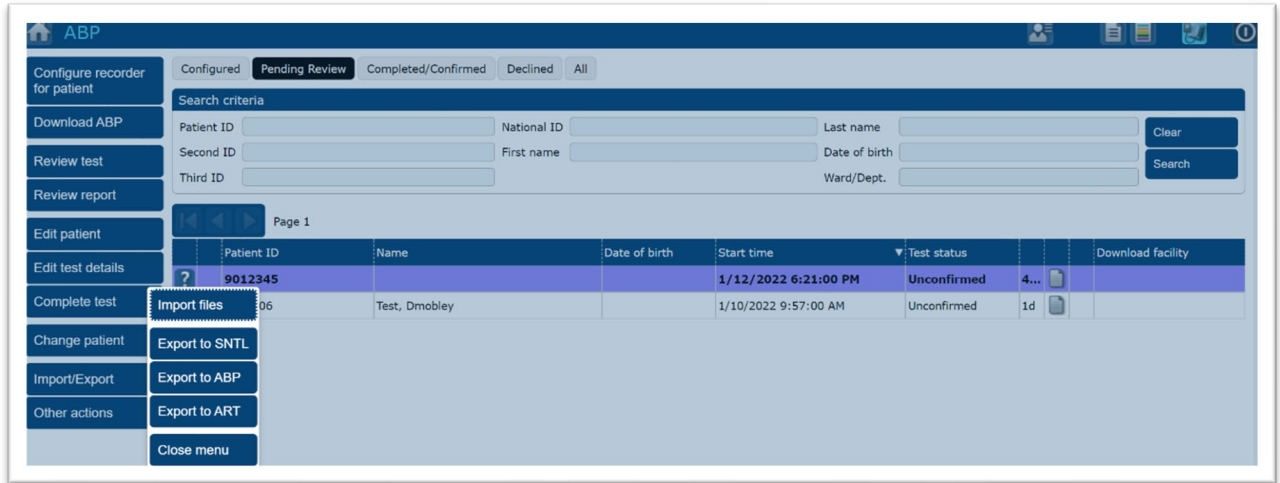 ABP
Configure recorder
for patient
Download ABP
Review test
Review report
Edit patient
Edit test details
Complete test
Change patient
Import/Export
Other actions
Configured Pending Review Completed/Confirmed Declined All
Search criteria
Patient ID National ID Last name Clear
Second ID First name Date of birth Search
Third ID Ward/Dept.
Page 1
Patient ID Name Date of birth Start time ▼ Test status Download facility
? 9012345 1/12/2022 6:21:00 PM Unconfirmed 4...
06 Test, Dmobley 1/10/2022 9:57:00 AM Unconfirmed 1d
Import files
Export to SNTL
Export to ABP
Export to ART
Close menu